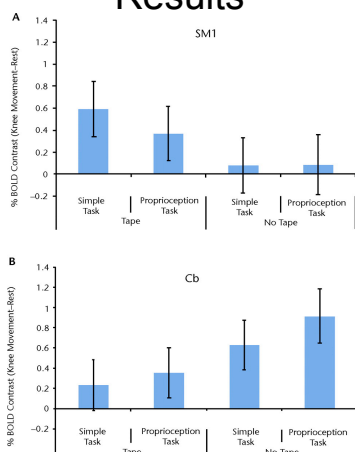 Results
A
SM1
% BOLD Contrast (Knee Movement–Rest)
1.4
1.2
1
0.8
0.6
0.4
0.2
0
−0.2
Simple Task
Proprioception Task
Simple Task
Proprioception Task
Tape
No Tape
B
Cb
% BOLD Contrast (Knee Movement–Rest)
1.4
1.2
1
0.8
0.6
0.4
0.2
0
−0.2
Simple Task
Proprioception Task
Simple Task
Proprioception Task
Tape
No Tape